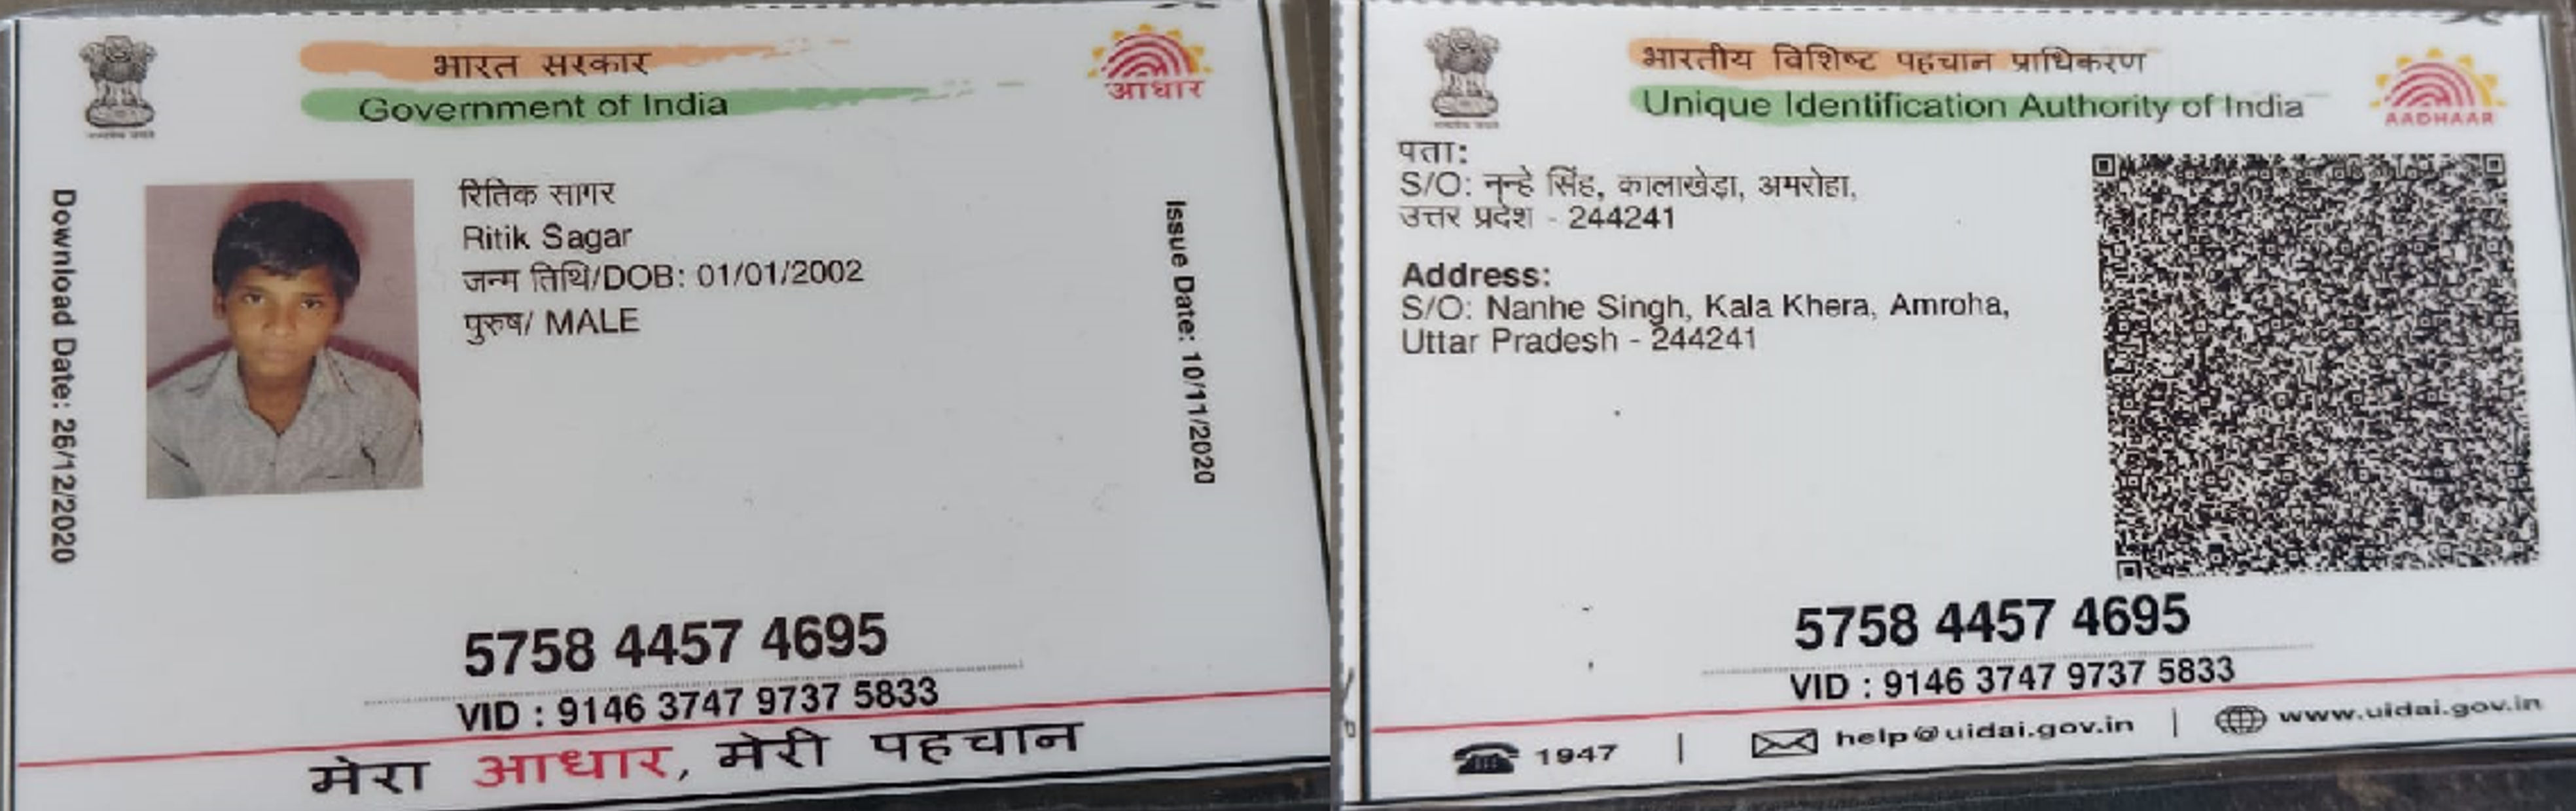 भारत सरकार
Government of India
आधार
Download Date: 26/12/2020
रितिक सागर
Ritik Sagar
जन्म तिथि/DOB: 01/01/2002
पुरुष/ MALE
Issue Date: 10/11/2020
5758 4457 4695
VID : 9146 3747 9737 5833
मेरा आधार, मेरी पहचान
भारतीय विशिष्ट पहचान प्राधिकरण
Unique Identification Authority of India
AADHAAR
पता:
S/O: नन्हे सिंह, कालाखेड़ा, अमरोहा,
उत्तर प्रदेश - 244241
Address:
S/O: Nanhe Singh, Kala Khera, Amroha,
Uttar Pradesh - 244241
5758 4457 4695
VID : 9146 3747 9737 5833
1947 | help@uidai.gov.in | www.uidai.gov.in